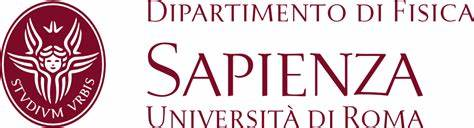 STVDIVM VRBIS
DIPARTIMENTO DI FISICA
SAPIENZA
UNIVERSITÀ DI ROMA